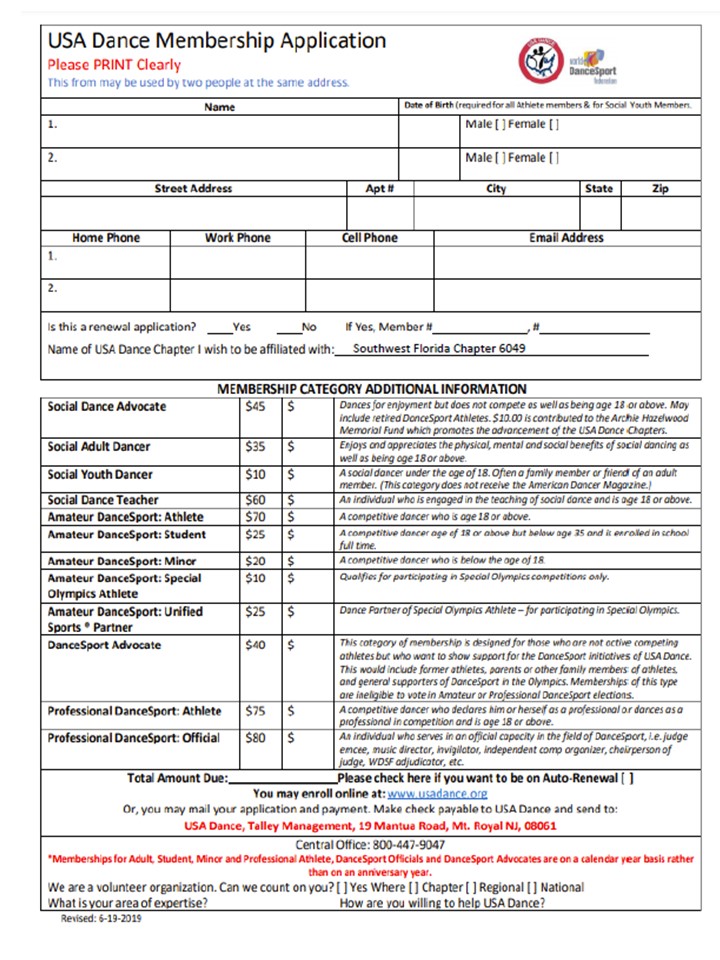 USA Dance Membership Application
Please PRINT Clearly
This from may be used by two people at the same address.
USA DANCE
world
DanceSport
federation
Name
Date of Birth (required for all Athlete members & for Social Youth Members.
1.
Male [ ] Female [ ]
2.
Male [ ] Female [ ]
Street Address Apt # City State Zip
Home Phone Work Phone Cell Phone Email Address
1.
2.
Is this a renewal application? ____Yes ____No If Yes, Member #_______________, #_________________
Name of USA Dance Chapter I wish to be affiliated with:__Southwest Florida Chapter 6049__________________
MEMBERSHIP CATEGORY ADDITIONAL INFORMATION
Social Dance Advocate $45 $ Dances for enjoyment but does not compete as well as being age 18 or above. May
include retired DanceSport Athletes. $10.00 is contributed to the Archie Hazelwood
Memorial Fund which promotes the advancement of the USA Dance Chapters.
Social Adult Dancer $35 $ Enjoys and appreciates the physical, mental and social benefits of social dancing as
well as being age 18 or above.
Social Youth Dancer $10 $ A social dancer under the age of 18. Often a family member or friend of an adult
member. (This category does not receive the American Dancer Magazine.)
Social Dance Teacher $60 $ An individual who is engaged in the teaching of social dance and is age 18 or above.
Amateur DanceSport: Athlete $70 $ A competitive dancer who is age 18 or above.
Amateur DanceSport: Student $25 $ A competitive dancer age of 18 or above but below age 35 and is enrolled in school
full time.
Amateur DanceSport: Minor $20 $ A competitive dancer who is below the age of 18.
Amateur DanceSport: Special $10 $ Qualifies for participating in Special Olympics competitions only.
Olympics Athlete
Amateur DanceSport: Unified $25 $ Dance Partner of Special Olympics Athlete – for participating in Special Olympics.
Sports ® Partner
DanceSport Advocate $40 $ This category of membership is designed for those who are not active competing
athletes but who want to show support for the DanceSport initiatives of USA Dance.
This would include former athletes, parents or other family members of athletes,
and general supporters of DanceSport in the Olympics. Memberships of this type
are ineligible to vote in Amateur or Professional DanceSport elections.
Professional DanceSport: Athlete $75 $ A competitive dancer who declares him or herself as a professional or dances as a
professional in competition and is age 18 or above.
Professional DanceSport: Official $80 $ An individual who serves in an official capacity in the field of DanceSport, i.e. judge
emcee, music director, invigilator, independent comp organizer, chairperson of
judge, WDSF adjudicator, etc.
Total Amount Due:________________Please check here if you want to be on Auto-Renewal [ ]
You may enroll online at: www.usadance.org
Or, you may mail your application and payment. Make check payable to USA Dance and send to:
USA Dance, Talley Management, 19 Mantua Road, Mt. Royal NJ, 08061
Central Office: 800-447-9047
*Memberships for Adult, Student, Minor and Professional Athlete, DanceSport Officials and DanceSport Advocates are on a calendar year basis rather
than on an anniversary year.
We are a volunteer organization. Can we count on you? [ ] Yes Where [ ] Chapter [ ] Regional [ ] National
What is your area of expertise? How are you willing to help USA Dance?
Revised: 6-19-2019